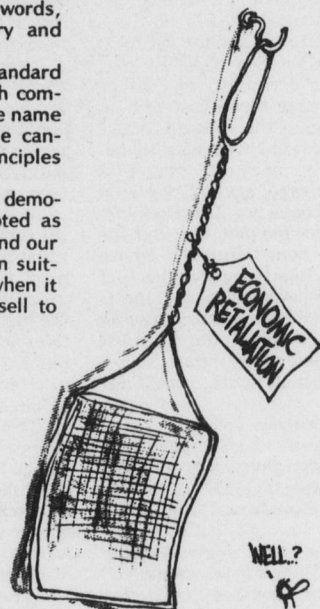 words,
ry and
andard
h com-
e name
e can-
nciples
demo-
oted as
nd our
n suit-
when it
sell to
ECONOMIC
RETALIATION
WELL..?